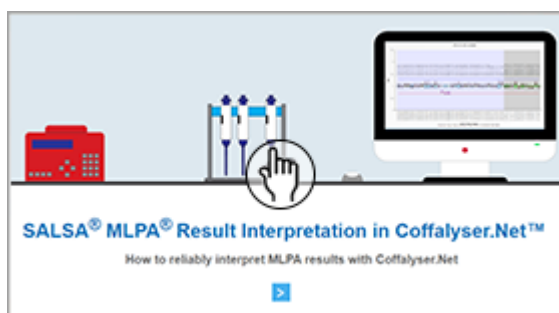 SALSA® MLPA® Result Interpretation in Coffalyser.Net™
How to reliably interpret MLPA results with Coffalyser.Net
>